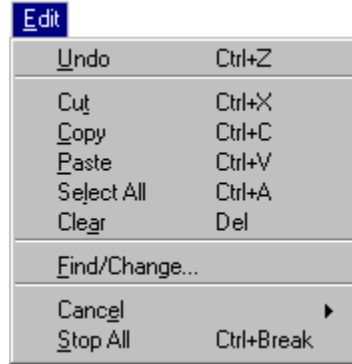 Edit
Undo Ctrl+Z
Cut Ctrl+X
Copy Ctrl+C
Paste Ctrl+V
Select All Ctrl+A
Clear Del
Find/Change...
Cancel
Stop All Ctrl+Break